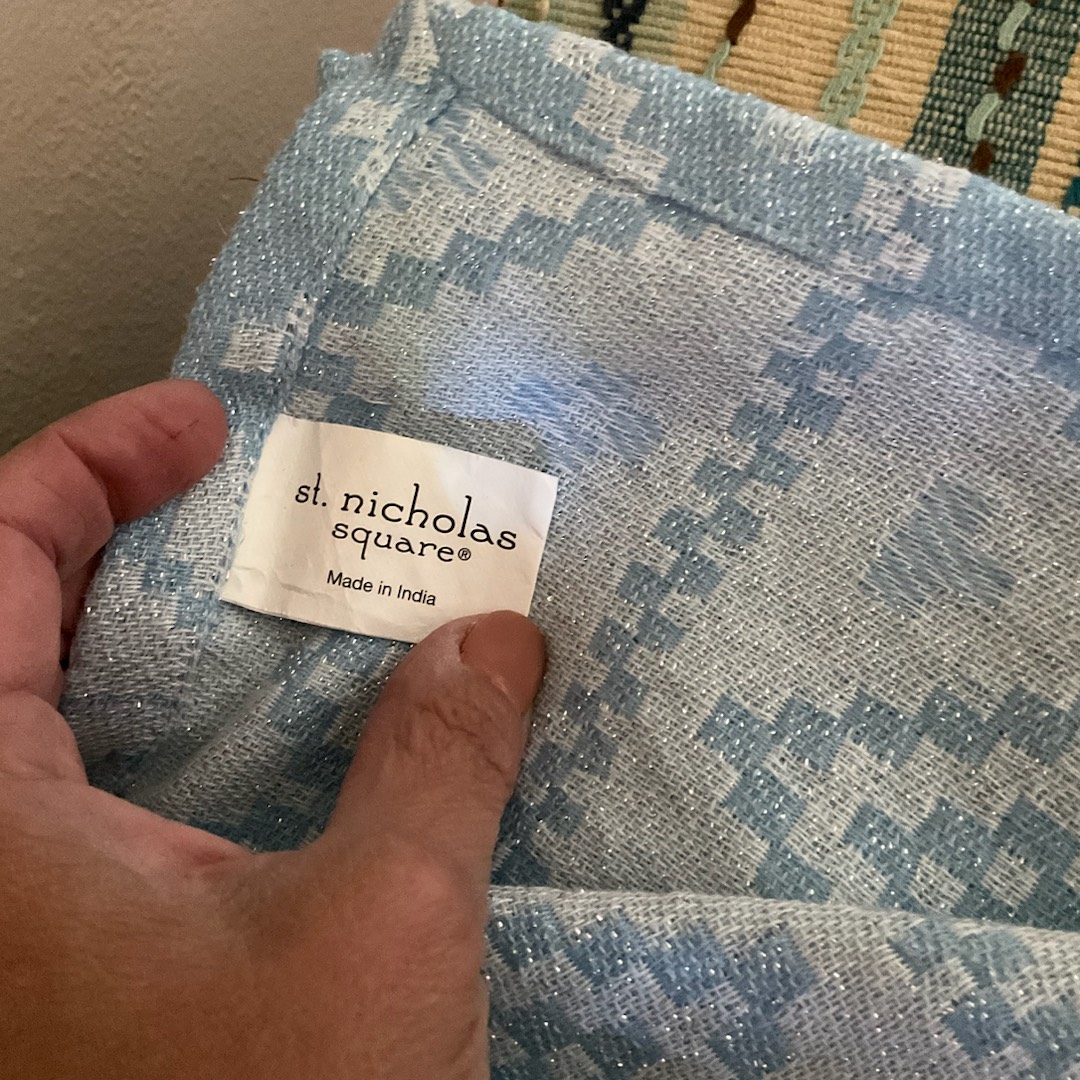 st. nicholas
square®
Made in India